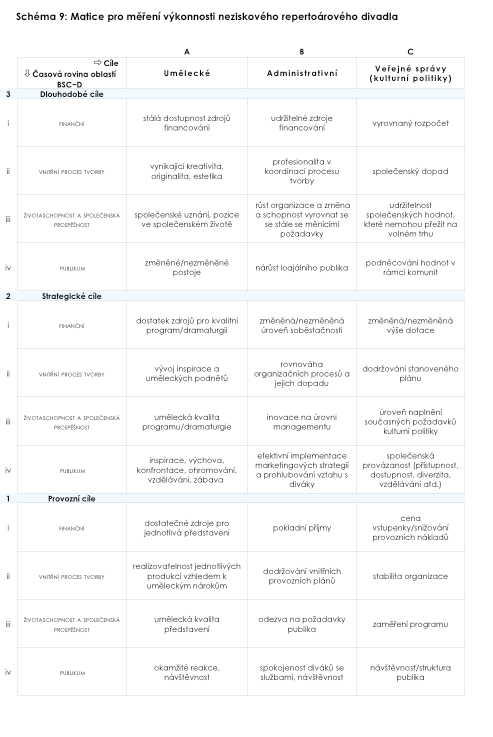 Schéma 9: Matice pro měření výkonnosti neziskového repertoárového divadla
A B C
⇨ Cíle
⇩ Časová rovina oblastí
BSC–D
Umělecké
Administrativní
Veřejné správy
(kulturní politiky)
3 Dlouhodobé cíle
i
FINANČNÍ
stálá dostupnost zdrojů
financování
udržitelné zdroje
financování
vyrovnaný rozpočet
ii
VNITŘNÍ PROCES TVORBY
vynikající kreativita,
originalita, estetika
profesionalita v
koordinaci procesu
tvorby
společenský dopad
iii
ŽIVOTASCHOPNOST A SPOLEČENSKÁ
PROSPĚŠNOST
společenské uznání, pozice
ve společenském životě
růst organizace a změna
a schopnost vyrovnat se
se stále se měnícími
požadavky
udržitelnost
společenských hodnot,
které nemohou přežít na
volném trhu
iv
PUBLIKUM
změněné/nezměněné
postoje
nárůst loajálního publika
podněcování hodnot v
rámci komunit
2 Strategické cíle
i
FINANČNÍ
dostatek zdrojů pro kvalitní
program/dramaturgii
změněná/nezměněná
úroveň soběstačnosti
změněná/nezměněná
výše dotace
ii
VNITŘNÍ PROCES TVORBY
vývoj inspirace a
uměleckých podnětů
rovnováha
organizačních procesů a
jejich dopadu
dodržování stanoveného
plánu
iii
ŽIVOTASCHOPNOST A SPOLEČENSKÁ
PROSPĚŠNOST
umělecká kvalita
programu/dramaturgie
inovace na úrovni
managementu
úroveň naplnění
současných požadavků
kulturní politiky
iv
PUBLIKUM
inspirace, výchova,
konfrontace, ohromování,
vzdělávání, zábava
efektivní implementace
marketingových strategií
a prohlubování vztahu s
diváky
společenská
provázanost (přístupnost,
dostupnost, diverzita,
vzdělávání atd.)
1 Provozní cíle
i
FINANČNÍ
dostatečné zdroje pro
jednotlivá představení
pokladní příjmy
cena
vstupenky/snižování
provozních nákladů
ii
VNITŘNÍ PROCES TVORBY
realizovatelnost jednotlivých
produkcí vzhledem k
uměleckým nárokům
dodržování vnitřních
provozních plánů
stabilita organizace
iii
ŽIVOTASCHOPNOST A SPOLEČENSKÁ
PROSPĚŠNOST
umělecká kvalita
představení
odezva na požadavky
publika
zaměření programu
iv
PUBLIKUM
okamžité reakce,
návštěvnost
spokojenost diváků se
službami, návštěvnost
návštěvnost/struktura
publika